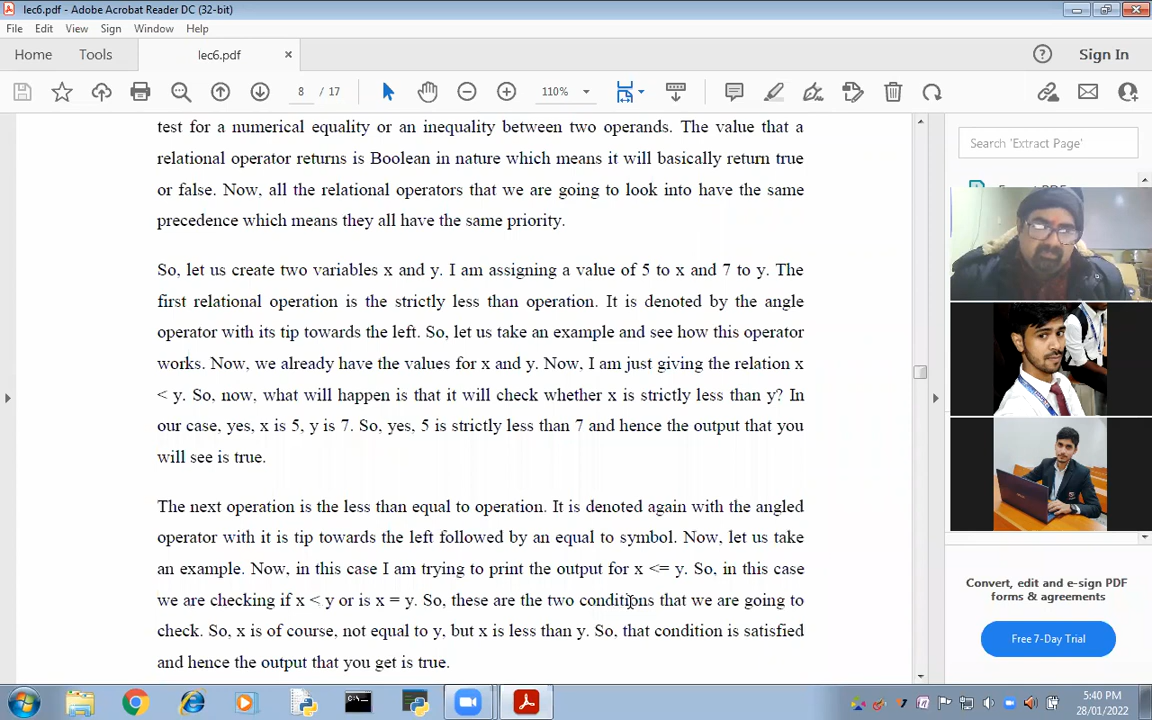 lec6.pdf - Adobe Acrobat Reader DC (32-bit)
File Edit View Sign Window Help
Home Tools lec6.pdf × Sign In
8 / 17 110%
test for a numerical equality or an inequality between two operands. The value that a
relational operator returns is Boolean in nature which means it will basically return true
or false. Now, all the relational operators that we are going to look into have the same
precedence which means they all have the same priority.
So, let us create two variables x and y. I am assigning a value of 5 to x and 7 to y. The
first relational operation is the strictly less than operation. It is denoted by the angle
operator with its tip towards the left. So, let us take an example and see how this operator
works. Now, we already have the values for x and y. Now, I am just giving the relation x
< y. So, now, what will happen is that it will check whether x is strictly less than y? In
our case, yes, x is 5, y is 7. So, yes, 5 is strictly less than 7 and hence the output that you
will see is true.
The next operation is the less than equal to operation. It is denoted again with the angled
operator with it is tip towards the left followed by an equal to symbol. Now, let us take
an example. Now, in this case I am trying to print the output for x <= y. So, in this case
we are checking if x < y or is x = y. So, these are the two conditions that we are going to
check. So, x is of course, not equal to y, but x is less than y. So, that condition is satisfied
and hence the output that you get is true.
Search 'Extract Page'
Convert, edit and e-sign PDF
forms & agreements
Free 7-Day Trial
5:40 PM
28/01/2022